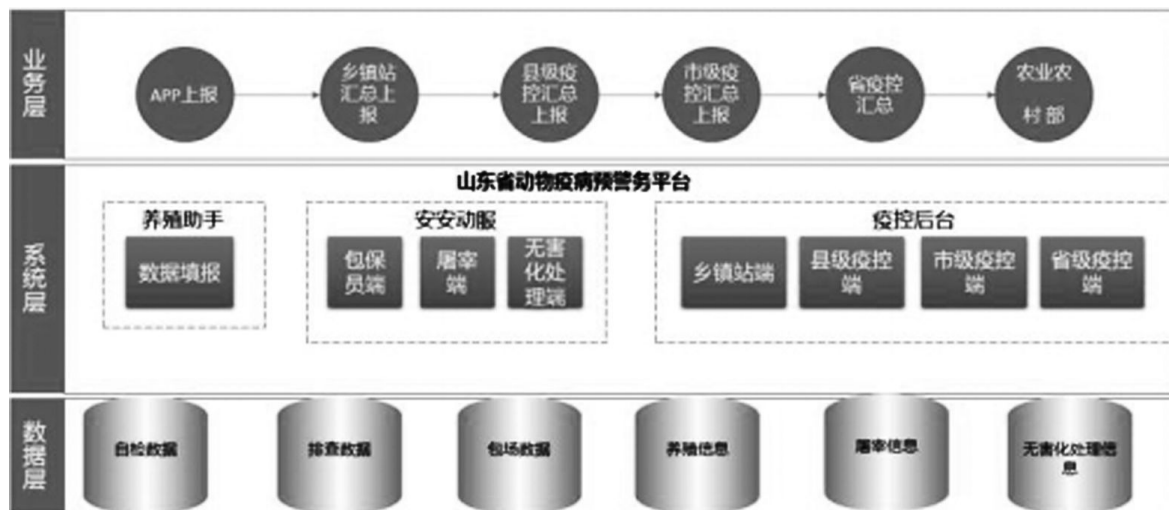 业务层
APP上报
乡镇站
汇总上
报
县级疫
控汇总
上报
市级疫
控汇总
上报
省疫控
汇总
农业农
村部
系统层
山东省动物疫病预警务平台
养殖助手
数据填报
安安动服
包保
员端
屠宰
端
无害
化处
理端
疫控后台
乡镇站端
县级疫控
端
市级疫控
端
省级疫控
端
数据层
自检数据
排查数据
包场数据
养殖信息
屠宰信息
无害化处理信
息